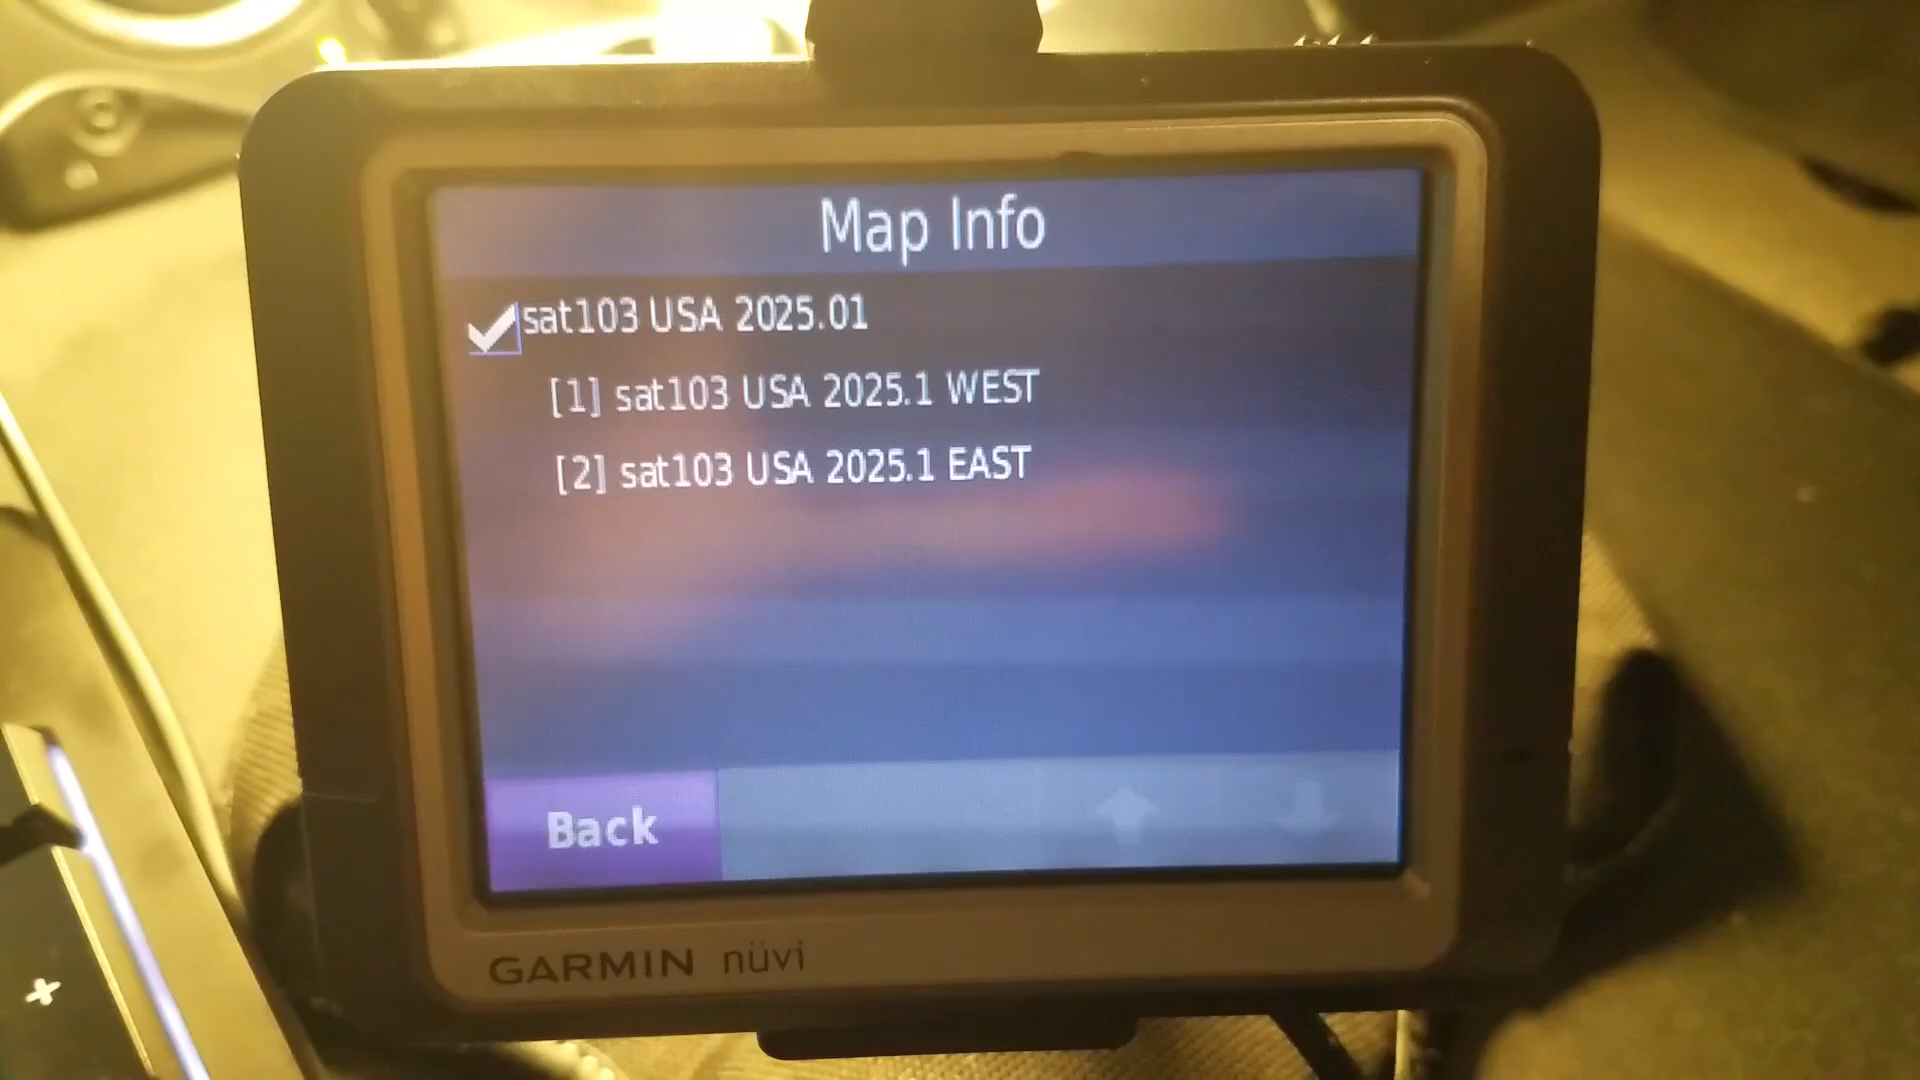 Map Info
sat103 USA 2025.01
[1] sat103 USA 2025.1 WEST
[2] sat103 USA 2025.1 EAST
Back
GARMIN nüvi